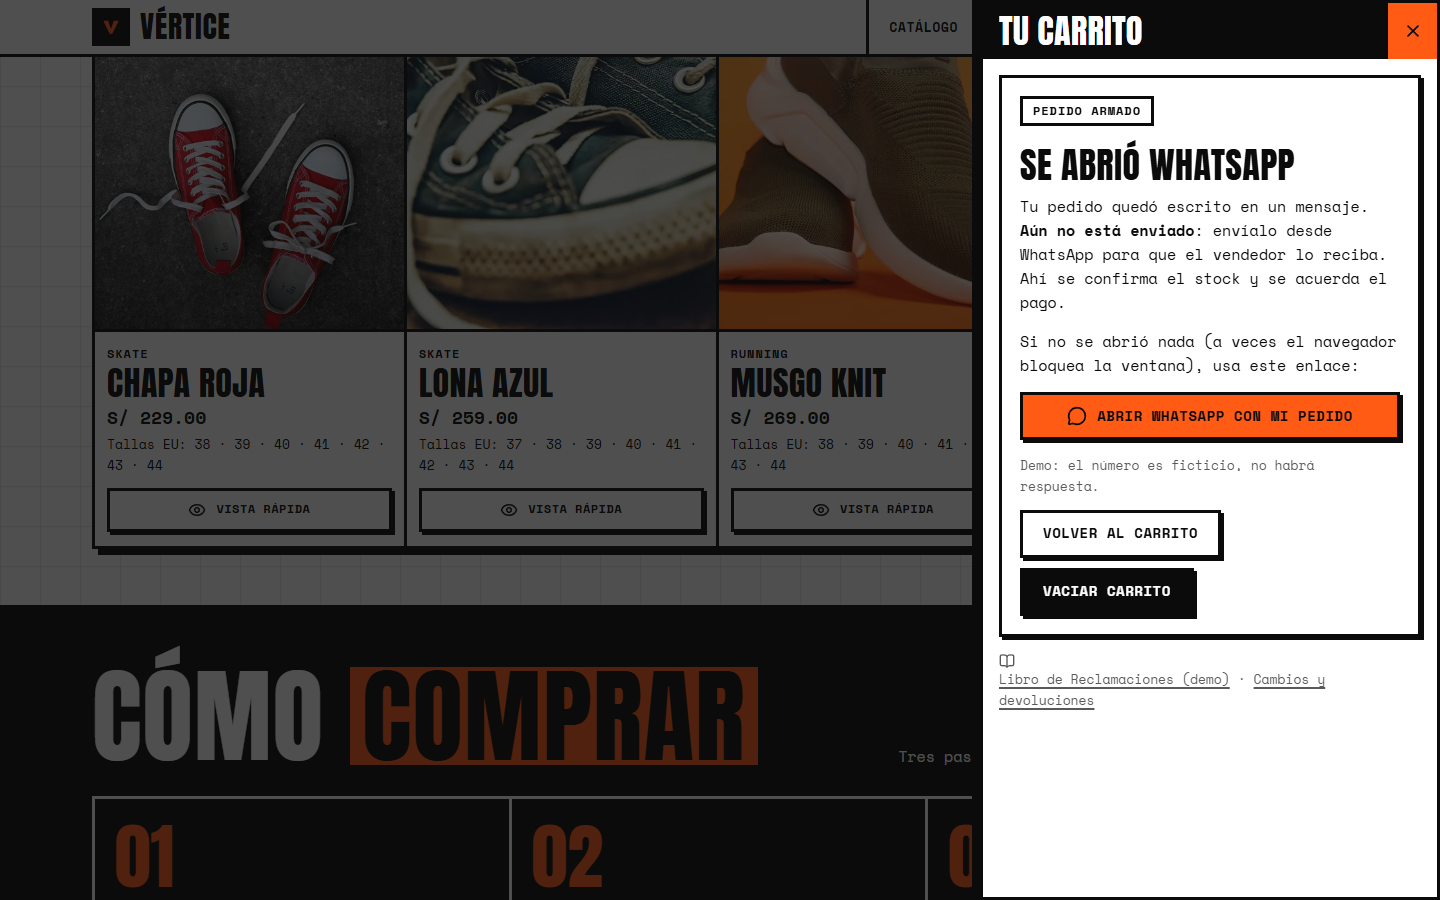 V VÉRTICE
CATÁLOGO
SKATE
CHAPA ROJA
S/ 229.00
Tallas EU: 38 · 39 · 40 · 41 · 42 ·
43 · 44
VISTA RÁPIDA
SKATE
LONA AZUL
S/ 259.00
Tallas EU: 37 · 38 · 39 · 40 · 41 ·
42 · 43 · 44
VISTA RÁPIDA
RUNNING
MUSGO KNIT
S/ 269.00
Tallas EU: 38 · 39 · 40 · 41 ·
43 · 44
VISTA RÁPIDA
CÓMO COMPRAR
Tres pas
01
02
TU CARRITO
PEDIDO ARMADO
SE ABRIÓ WHATSAPP
Tu pedido quedó escrito en un mensaje.
Aún no está enviado: envíalo desde
WhatsApp para que el vendedor lo reciba.
Ahí se confirma el stock y se acuerda el
pago.
Si no se abrió nada (a veces el navegador
bloquea la ventana), usa este enlace:
ABRIR WHATSAPP CON MI PEDIDO
Demo: el número es ficticio, no habrá
respuesta.
VOLVER AL CARRITO
VACIAR CARRITO
Libro de Reclamaciones (demo) · Cambios y
devoluciones